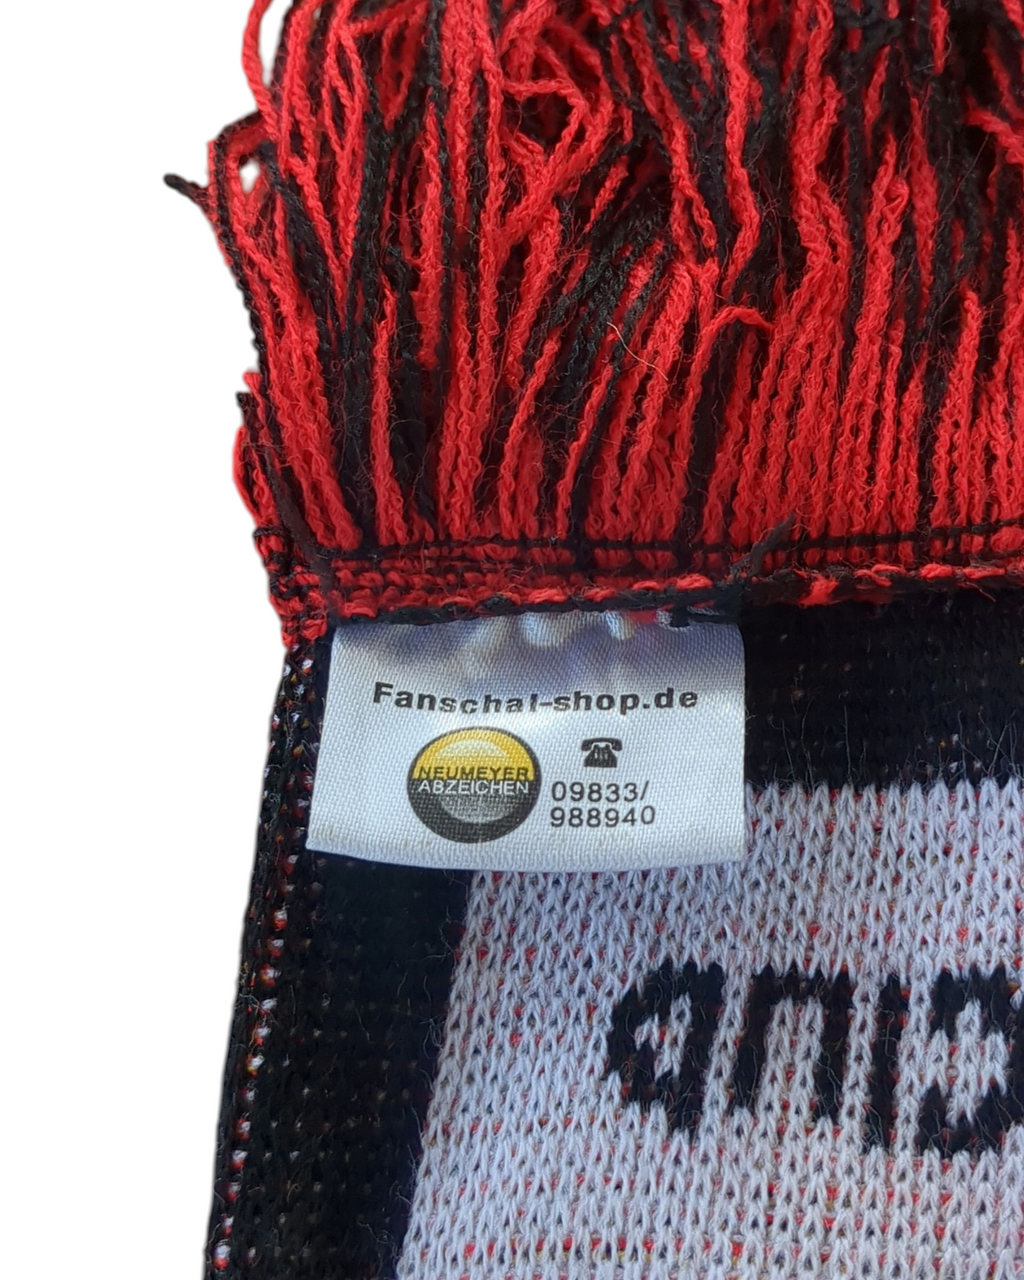 Fanschal-shop.de
NEUMEYER
ABZEICHEN
09833/
988940